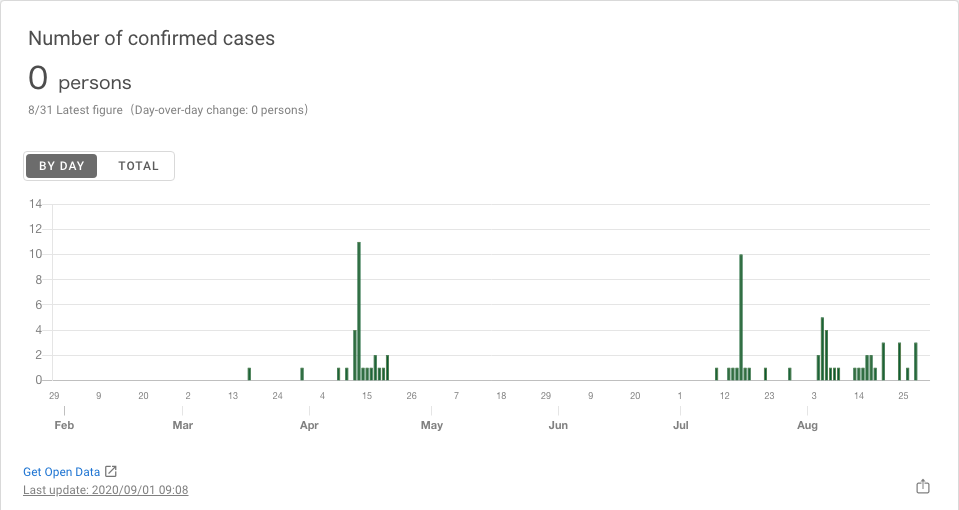 Number of confirmed cases
0 persons
8/31 Latest figure (Day-over-day change: 0 persons)
BY DAY TOTAL
14
12
10
8
6
4
2
0
29 9 20 2 13 24 4 15 26 7 18 29 9 20 1 12 23 3 14 25
Feb Mar Apr May Jun Jul Aug
Get Open Data
Last update: 2020/09/01 09:08